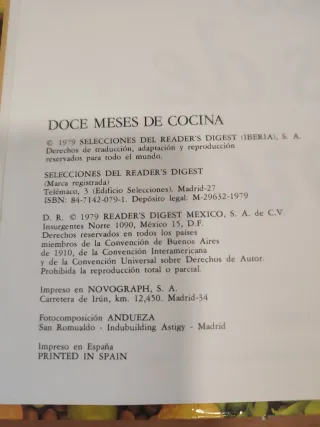 DOCE MESES DE COCINA
© 1979 SELECCIONES DEL READER'S DIGEST (IBERIA), S. A.
Derechos de traducción, adaptación y reproducción
reservados para todo el mundo.
SELECCIONES DEL READER'S DIGEST
(Marca registrada)
Telémaco, 3 (Edificio Selecciones). Madrid-27
ISBN: 84-7142-079-1. Depósito legal: M-29632-1979
D. R. © 1979 READER'S DIGEST MEXICO, S. A. de C.V.
Insurgentes Norte 1090, México 15, D.F.
Derechos reservados en todos los países
miembros de la Convención de Buenos Aires
de 1910, de la Convención Interamericana
y de la Convención Universal sobre Derechos de Autor.
Prohibida la reproducción total o parcial.
Impreso en NOVOGRAPH, S. A.
Carretera de Irún, km. 12,450. Madrid-34
Fotocomposición ANDUEZA
San Romualdo - Indubuilding Astigy - Madrid
Impreso en España
PRINTED IN SPAIN